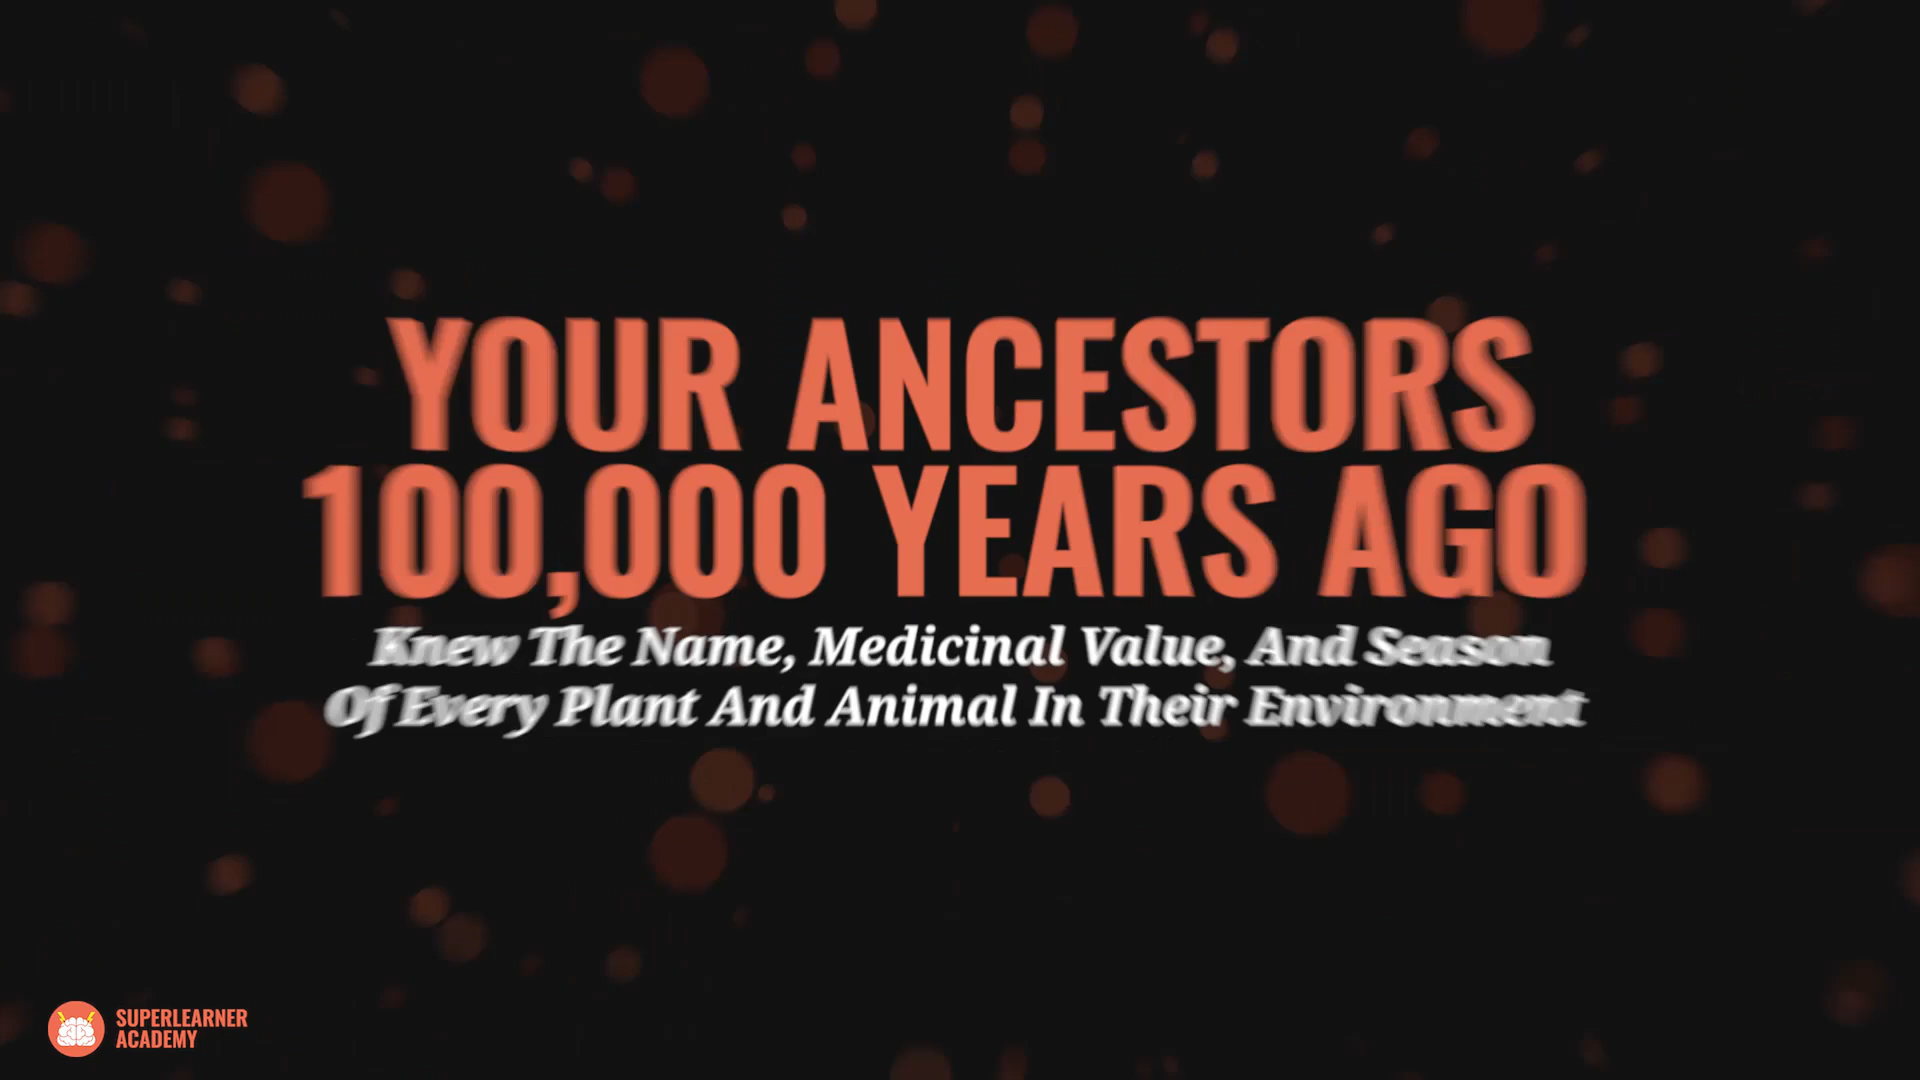 YOUR ANCESTORS
100,000 YEARS AGO
Knew The Name, Medicinal Value, And Season
Of Every Plant And Animal In Their Environment
SUPERLEARNER
ACADEMY